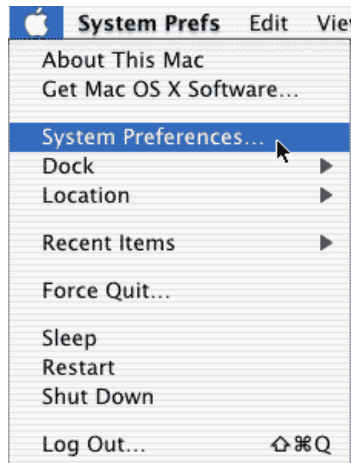 System Prefs Edit Vie
About This Mac
Get Mac OS X Software...
System Preferences...
Dock
Location
Recent Items
Force Quit...
Sleep
Restart
Shut Down
Log Out... ⇧⌘Q